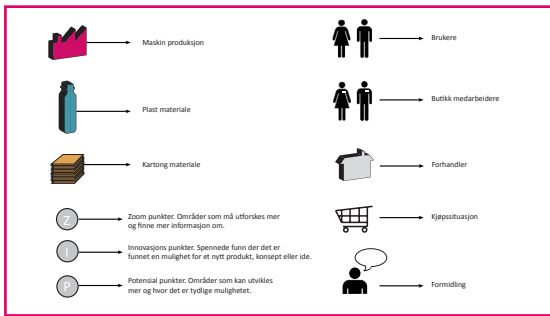 Maskin produksjon
Plast materiale
Kartong materiale
Z
Zoom punkter. Områder som må utforskes mer
og finne mer informasjon om.
I
Innovasjons punkter. Spennede funn der det er
funnet en mulighet for et nytt produkt, konsept eller ide.
P
Potensial punkter. Områder som kan utvikles
mer og hvor det er tydlige mulighetet.
Brukere
Butikk medarbeidere
Forhandler
Kjøpssituasjon
Formidling